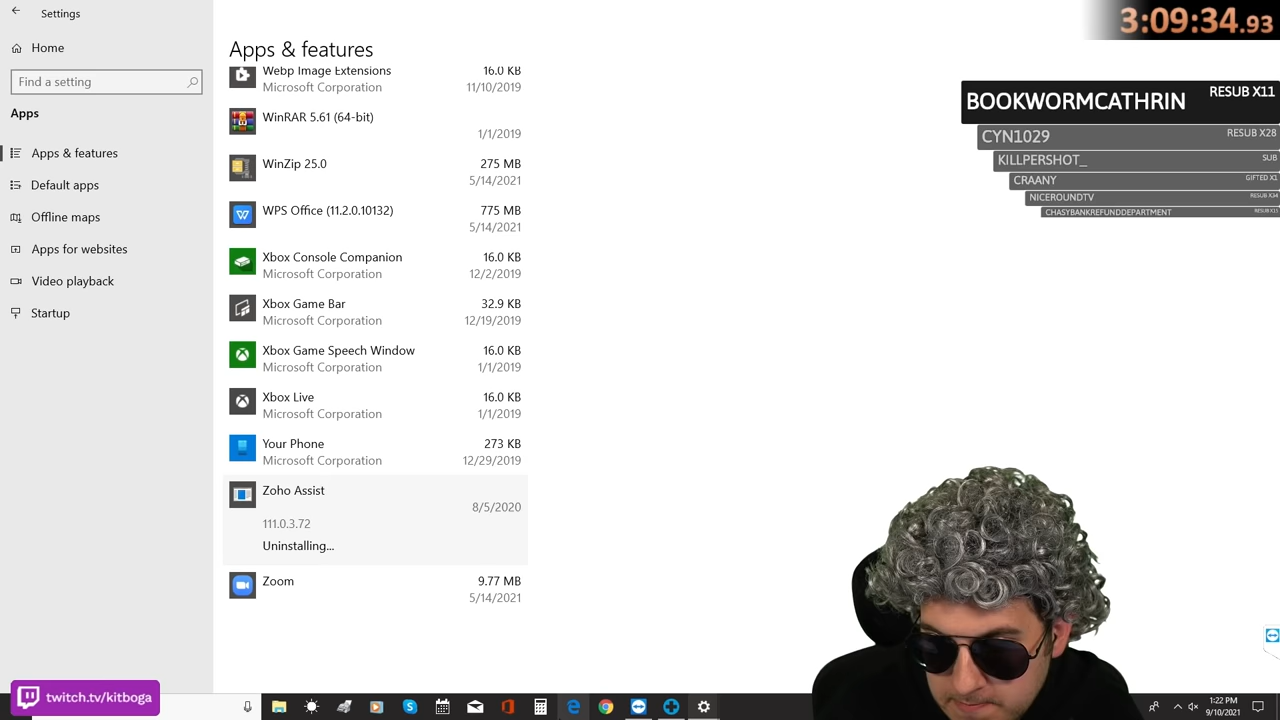 Settings
3:09:34.93
Home
Apps & features
Find a setting
Apps
Apps & features
Default apps
Offline maps
Apps for websites
Video playback
Startup
Webp Image Extensions 16.0 KB
Microsoft Corporation 11/10/2019
WinRAR 5.61 (64-bit)
1/1/2019
WinZip 25.0 275 MB
5/14/2021
WPS Office (11.2.0.10132) 775 MB
5/14/2021
Xbox Console Companion 16.0 KB
Microsoft Corporation 12/2/2019
Xbox Game Bar 32.9 KB
Microsoft Corporation 12/19/2019
Xbox Game Speech Window 16.0 KB
Microsoft Corporation 1/1/2019
Xbox Live 16.0 KB
Microsoft Corporation 1/1/2019
Your Phone 273 KB
Microsoft Corporation 12/29/2019
Zoho Assist
8/5/2020
111.0.3.72
Uninstalling...
Zoom 9.77 MB
5/14/2021
BOOKWORMCATHRIN RESUB X11
CYN1029 RESUB X28
KILLPERSHOT_ SUB
CRAANY GIFTED X1
NICEROUNDTV RESUB X34
CHASYBANKREFUNDDEPARTMENT
twitch.tv/kitboga
1:22 PM
9/10/2021